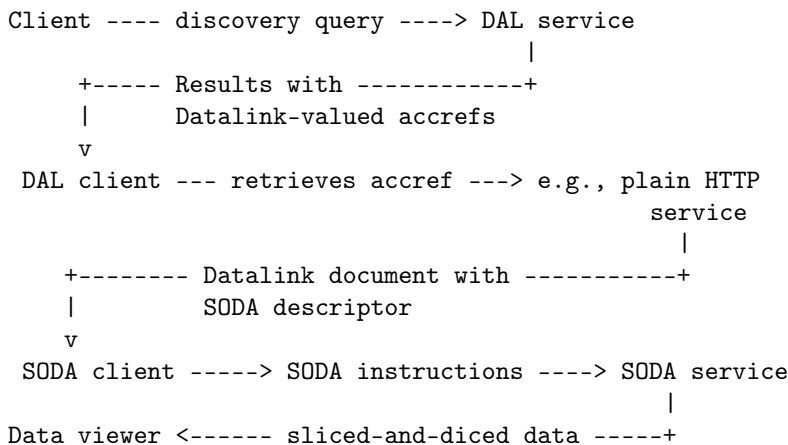 Client ---- discovery query ----> DAL service
|
+----- Results with ------------+
| Datalink-valued accrefs
v
DAL client --- retrieves accref ---> e.g., plain HTTP
service
|
+-------- Datalink document with -----------+
| SODA descriptor
v
SODA client -----> SODA instructions ----> SODA service
|
Data viewer <------ sliced-and-diced data -----+